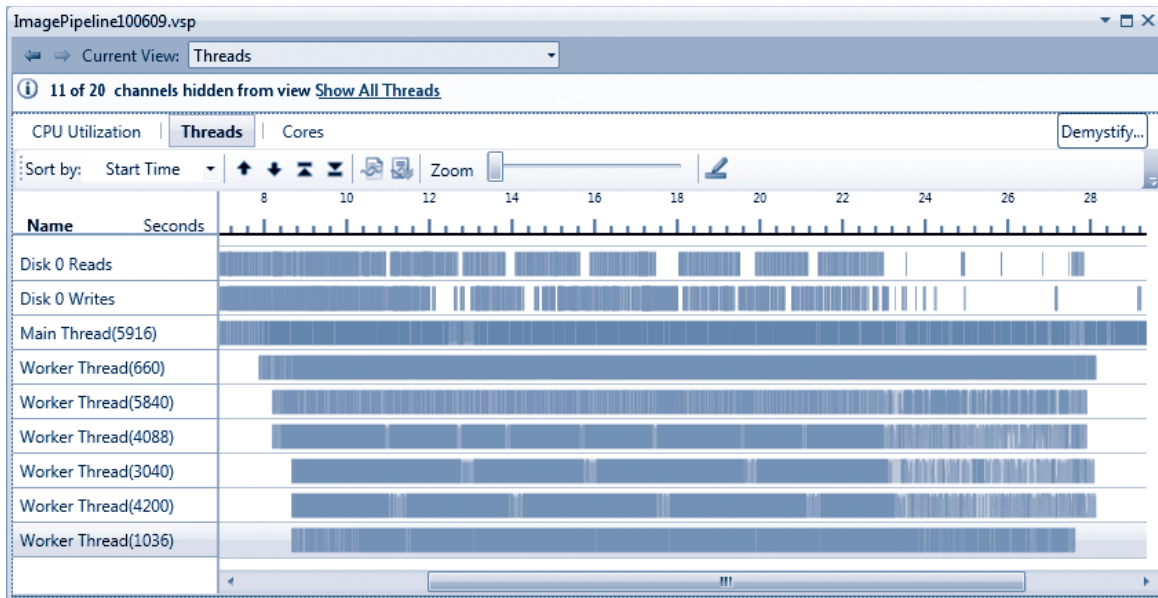 ImagePipeline100609.vsp
Current View: Threads
11 of 20 channels hidden from view Show All Threads
CPU Utilization Threads Cores Demystify...
Sort by: Start Time Zoom
8 10 12 14 16 18 20 22 24 26 28
Name Seconds
Disk 0 Reads
Disk 0 Writes
Main Thread(5916)
Worker Thread(660)
Worker Thread(5840)
Worker Thread(4088)
Worker Thread(3040)
Worker Thread(4200)
Worker Thread(1036)